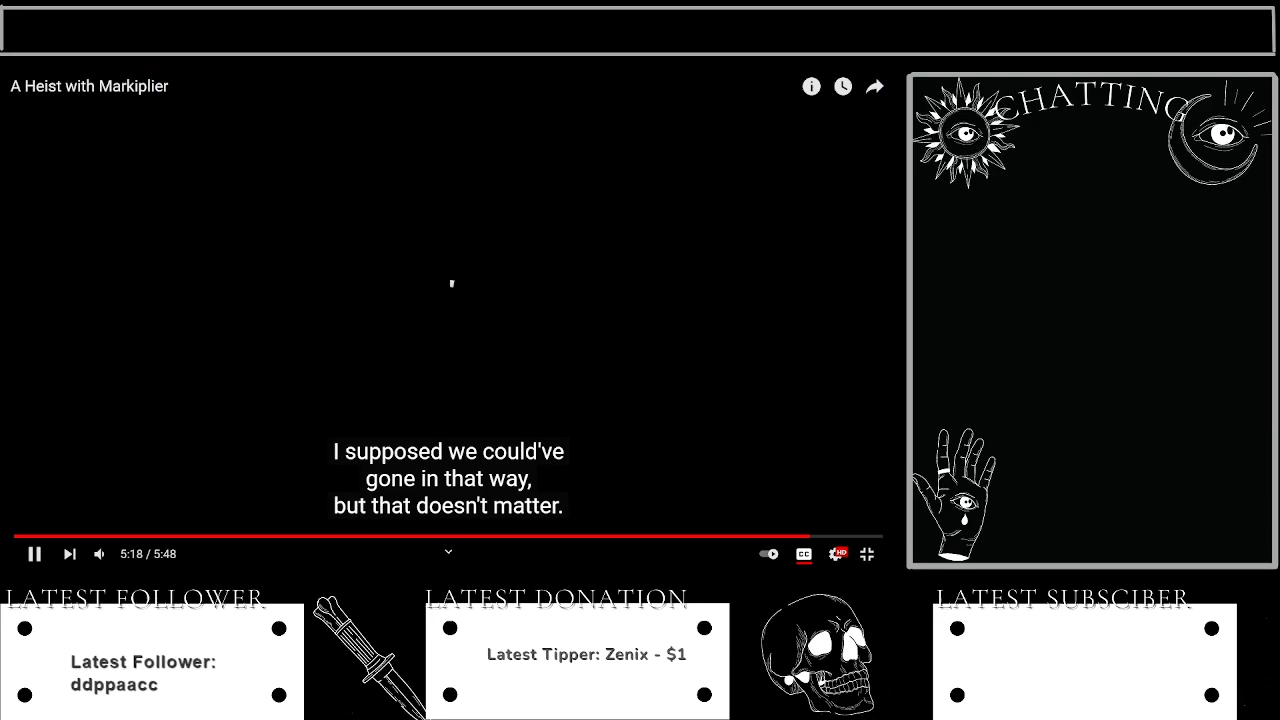 A Heist with Markiplier
CHATTING
I supposed we could've
gone in that way,
but that doesn't matter.
5:18 / 5:48
CC
HD
LATEST FOLLOWER
LATEST DONATION
LATEST SUBSCIBER
Latest Follower:
ddppaacc
Latest Tipper: Zenix - $1